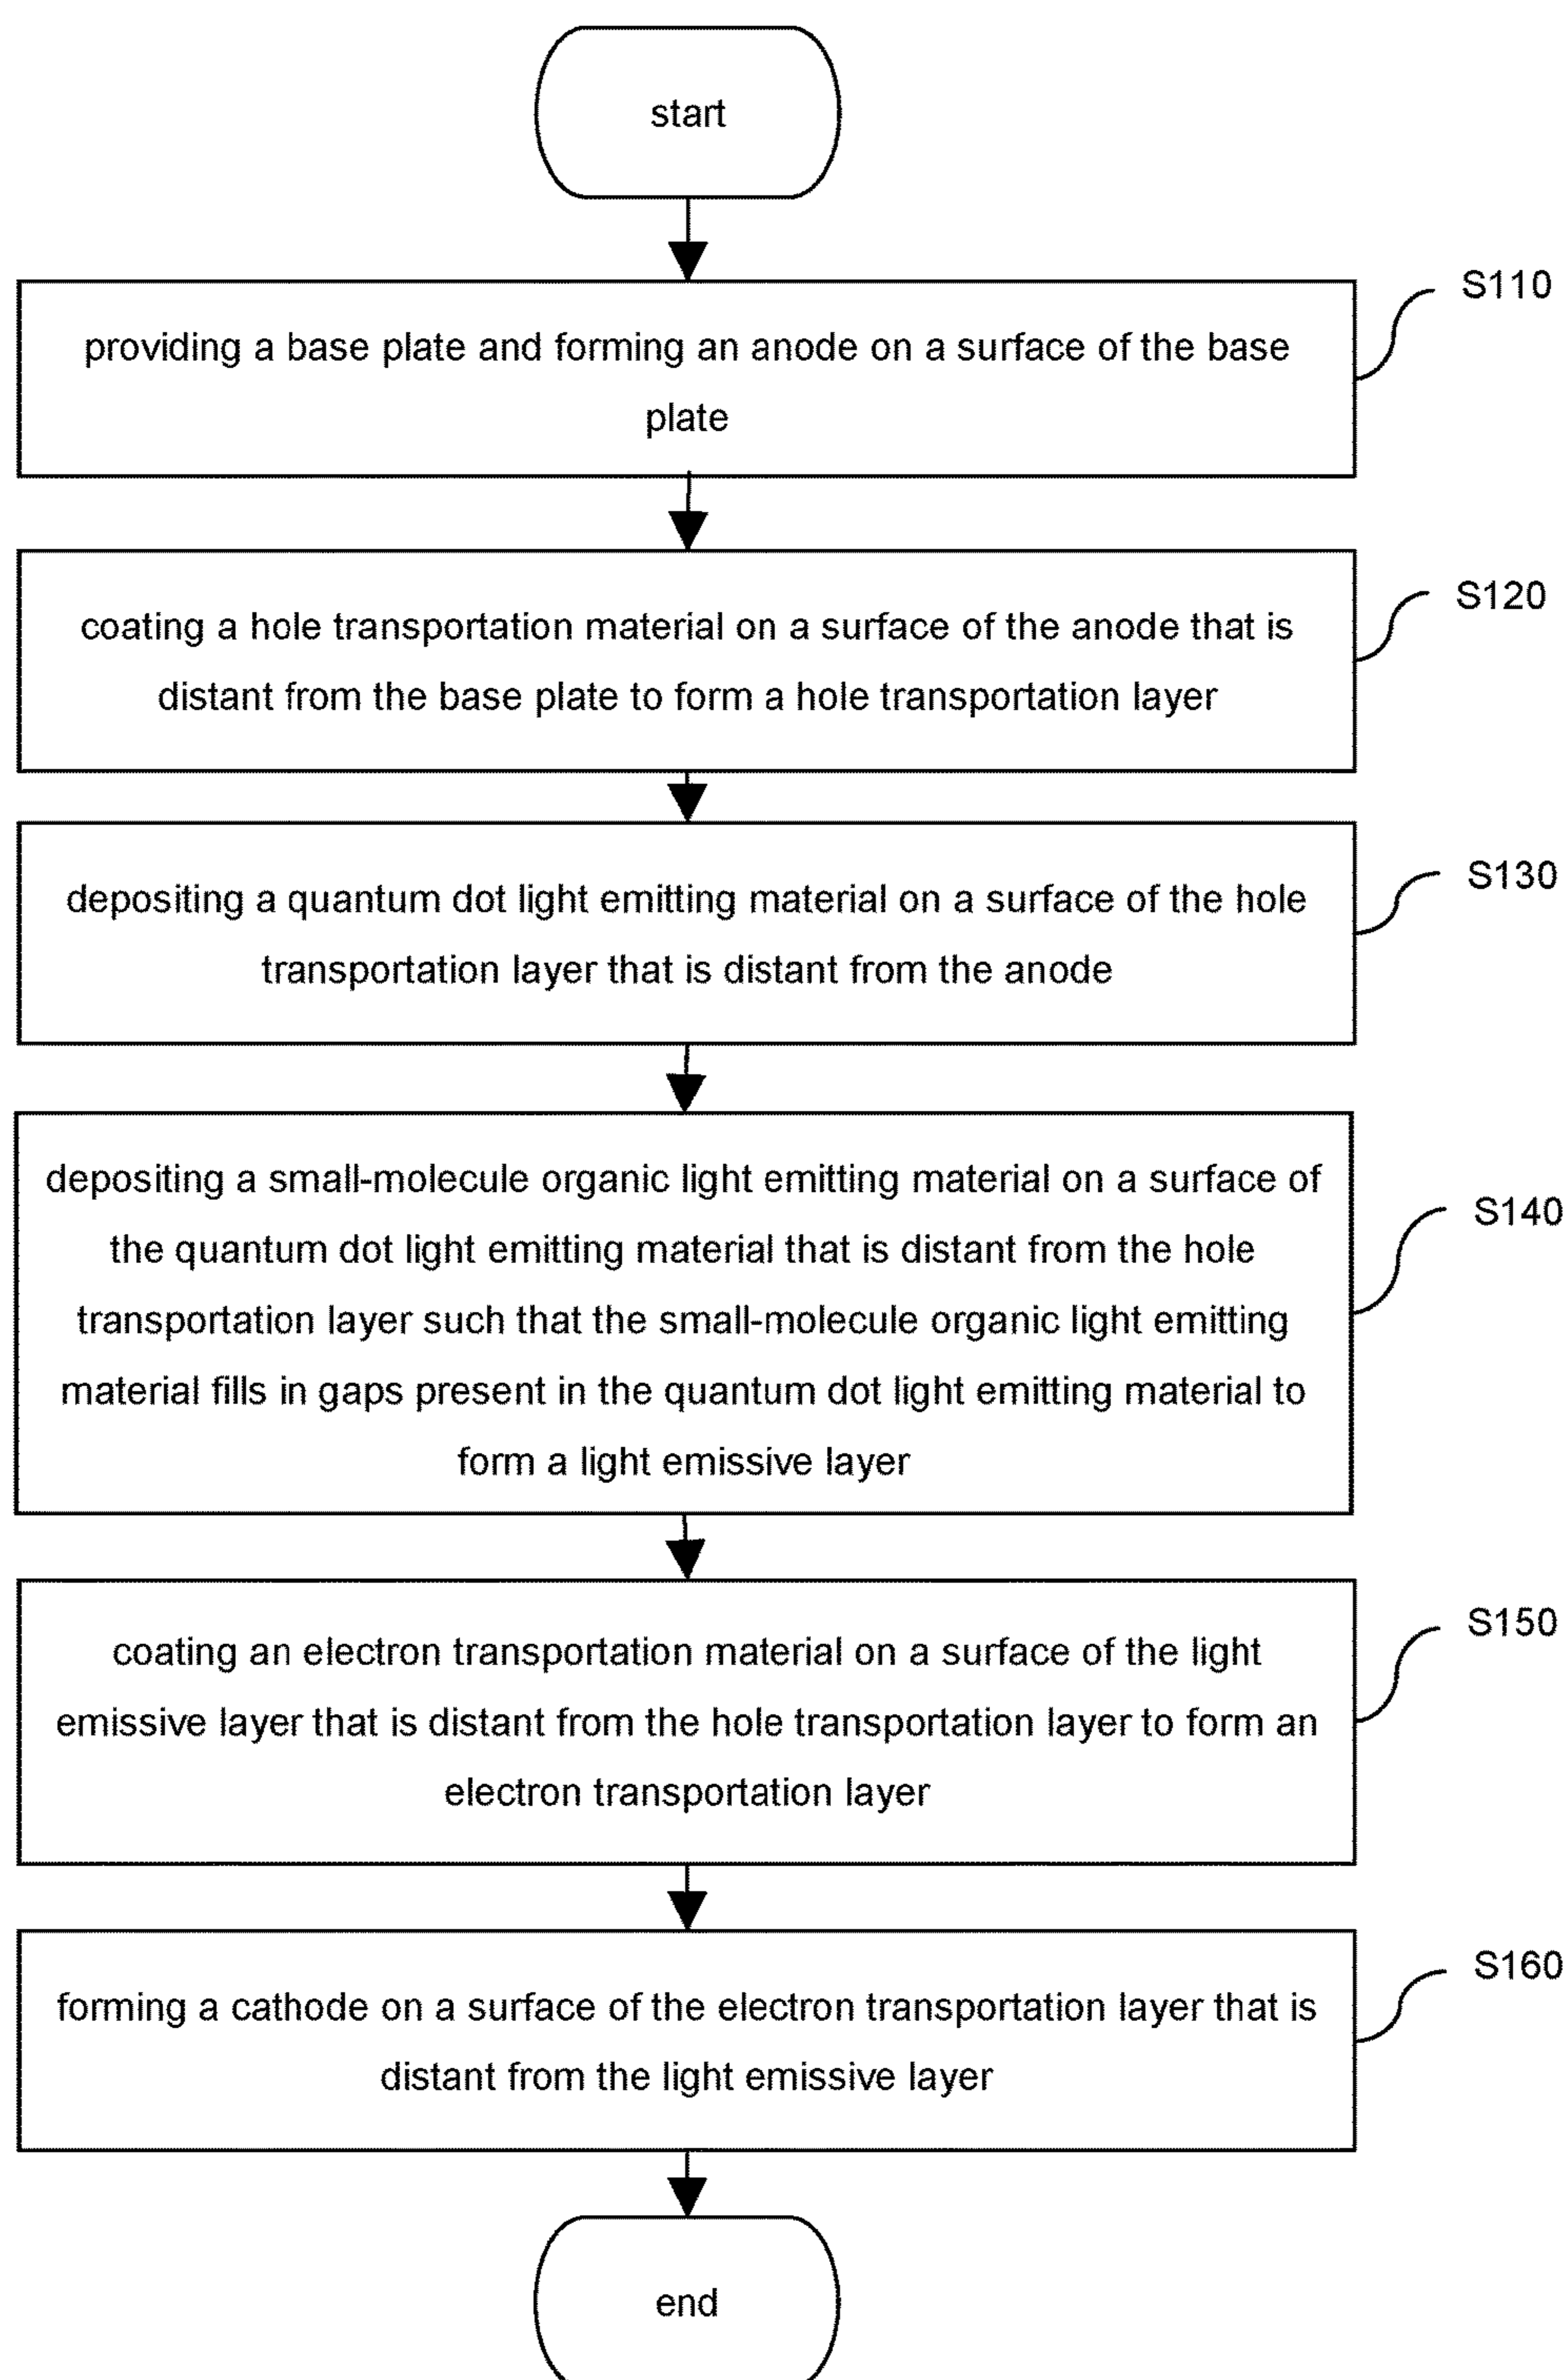 start
S110
providing a base plate and forming an anode on a surface of the base
plate
S120
coating a hole transportation material on a surface of the anode that is
distant from the base plate to form a hole transportation layer
S130
depositing a quantum dot light emitting material on a surface of the hole
transportation layer that is distant from the anode
S140
depositing a small-molecule organic light emitting material on a surface of
the quantum dot light emitting material that is distant from the hole
transportation layer such that the small-molecule organic light emitting
material fills in gaps present in the quantum dot light emitting material to
form a light emissive layer
S150
coating an electron transportation material on a surface of the light
emissive layer that is distant from the hole transportation layer to form an
electron transportation layer
S160
forming a cathode on a surface of the electron transportation layer that is
distant from the light emissive layer
end